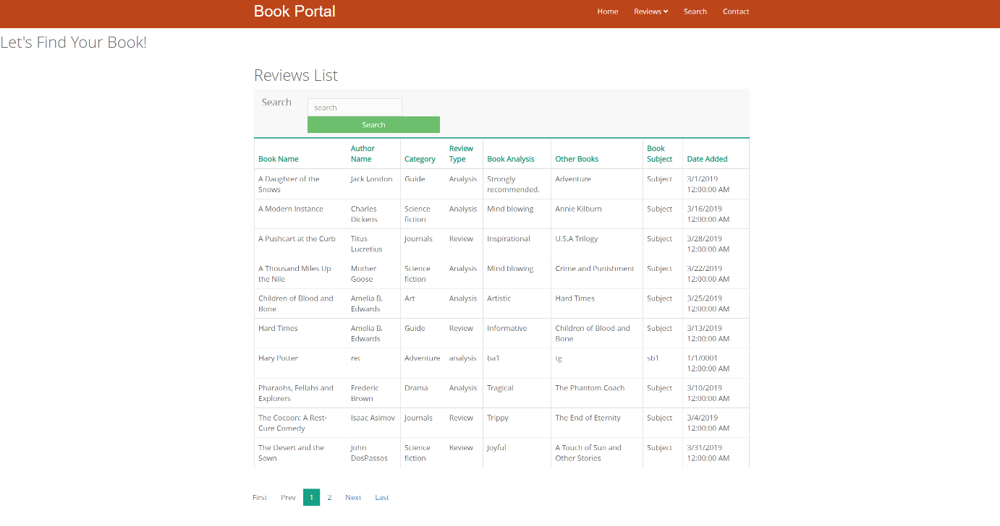 Book Portal
Home Reviews Search Contact
Let's Find Your Book!
Reviews List
Search
search
Search
Book Name Author Name Category Review Type Book Analysis Other Books Book Subject Date Added
A Daughter of the Snows Jack London Guide Analysis Strongly recommended. Adventure Subject 3/1/2019 12:00:00 AM
A Modern Instance Charles Dickens Science fiction Analysis Mind blowing Annie Kilburn Subject 3/16/2019 12:00:00 AM
A Pushcart at the Curb Titus Lucretius Journals Review Inspirational U.S.A Trilogy Subject 3/28/2019 12:00:00 AM
A Thousand Miles Up the Nile Mother Goose Science fiction Analysis Mind blowing Crime and Punishment Subject 3/22/2019 12:00:00 AM
Children of Blood and Bone Amelia B. Edwards Art Analysis Artistic Hard Times Subject 3/25/2019 12:00:00 AM
Hard Times Amelia B. Edwards Guide Review Informative Children of Blood and Bone Subject 3/13/2019 12:00:00 AM
Hary Potter ret Adventure analysis ba1 tg sb1 1/1/0001 12:00:00 AM
Pharaohs, Fellahs and Explorers Frederic Brown Drama Analysis Tragical The Phantom Coach Subject 3/10/2019 12:00:00 AM
The Cocoon: A Rest-Cure Comedy Isaac Asimov Journals Review Trippy The End of Eternity Subject 3/4/2019 12:00:00 AM
The Desert and the Sown John DosPassos Science fiction Review Joyful A Touch of Sun and Other Stories Subject 3/31/2019 12:00:00 AM
First Prev 1 2 Next Last